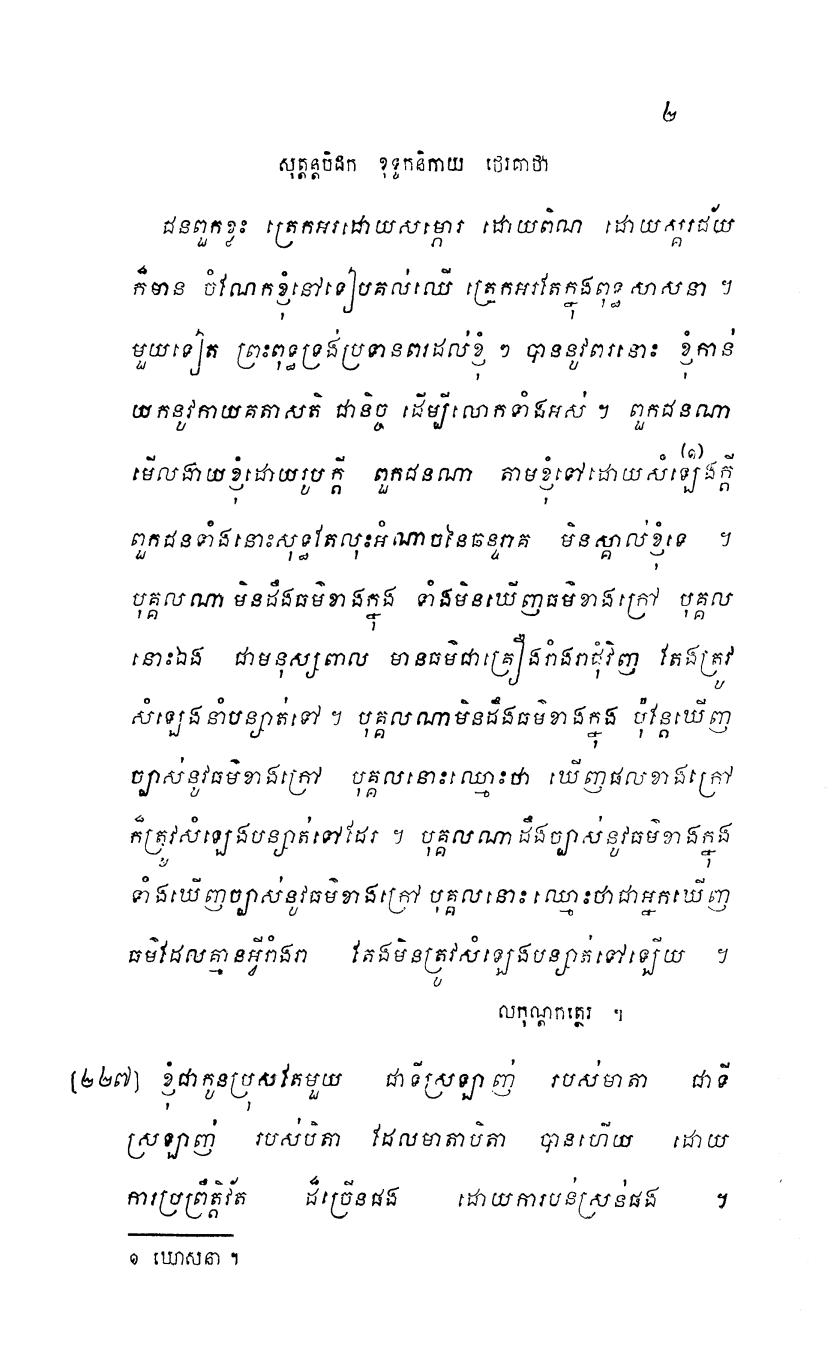 ២
សុត្តន្តបិដក ខុទ្ទកនិកាយ ថេរគាថា
ជនពួកខ្លះ ត្រេកអរដោយសម្ភោរ ដោយពិណ ដោយស្គរជ័យ
ក៏មាន ចំណែកខ្ញុំនៅទៀបគល់ឈើ ត្រេកអរតែក្នុងពុទ្ធសាសនា ។
មួយទៀត ព្រះពុទ្ធទ្រង់ប្រទានពរដល់ខ្ញុំ ៗ បាននូវពរនោះ ខ្ញុំកាន់
យកនូវកាយគតាសតិ ជានិច្ច ដើម្បីលោកទាំងអស់ ។ ពួកជនណា
មើលងាយខ្ញុំដោយរូបក្តី ពួកជនណា តាមខ្ញុំទៅដោយសំឡេង(១)ក្តី
ពួកជនទាំងនោះសុទ្ធតែលុះអំណាចនៃឆន្ទរាគ មិនស្គាល់ខ្ញុំទេ ។
បុគ្គលណាមិនដឹងធម៌ខាងក្នុង ទាំងមិនឃើញធម៌ខាងក្រៅ បុគ្គល
នោះឯង ជាមនុស្សពាល មានធម៌ជាគ្រឿងរាំងរាជុំវិញ តែងត្រូវ
សំឡេងនាំបន្សាត់ទៅ ។ បុគ្គលណាមិនដឹងធម៌ខាងក្នុង ប៉ុន្តែឃើញ
ច្បាស់នូវធម៌ខាងក្រៅ បុគ្គលនោះឈ្មោះថា ឃើញផលខាងក្រៅ
ក៏ត្រូវសំឡេងបន្សាត់ទៅដែរ ។ បុគ្គលណាដឹងច្បាស់នូវធម៌ខាងក្នុង
ទាំងឃើញច្បាស់នូវធម៌ខាងក្រៅ បុគ្គលនោះ ឈ្មោះថាជាអ្នកឃើញ
ធម៌ដែលគ្មានអ្វីរាំងរា តែងមិនត្រូវសំឡេងបន្សាត់ទៅឡើយ ។
លកុណ្ដកត្ថេរ ។
[២២៧] ខ្ញុំជាកូនប្រុសតែមួយ ជាទីស្រឡាញ់ របស់មាតា ជាទី
ស្រឡាញ់ របស់បិតា ដែលមាតាបិតា បានហើយ ដោយ
ការប្រព្រឹត្តិវ័ត ដ៏ច្រើនផង ដោយការបន់ស្រន់ផង ។
១ ឃោសនា ។